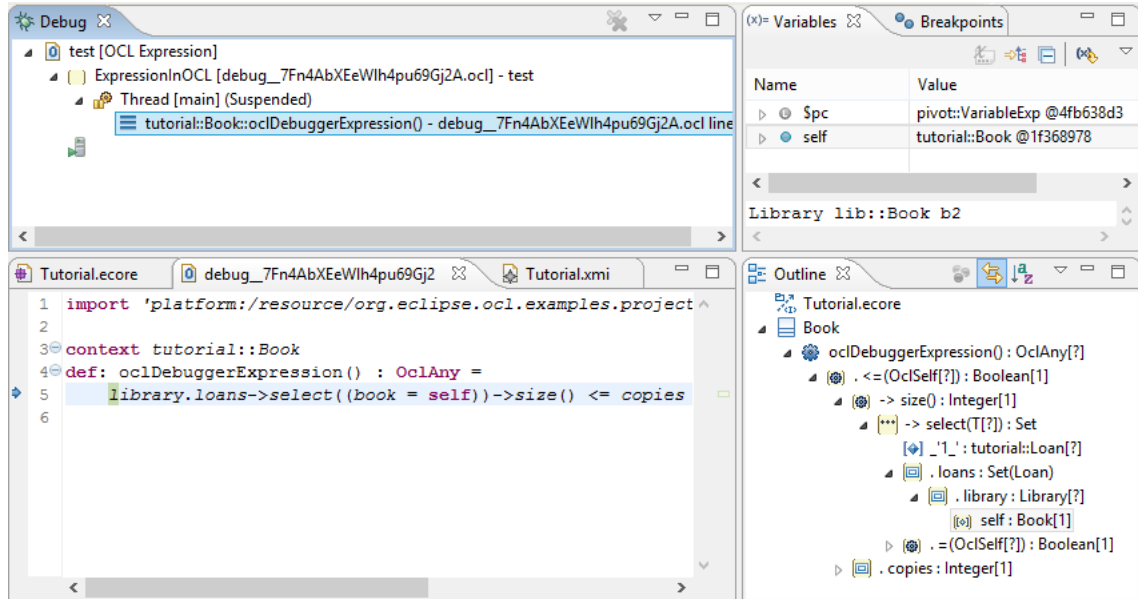 Debug
test [OCL Expression]
ExpressionInOCL [debug__7Fn4AbXEeWIh4pu69Gj2A.ocl] - test
Thread [main] (Suspended)
tutorial::Book::oclDebuggerExpression() - debug__7Fn4AbXEeWIh4pu69Gj2A.ocl line
(x)= Variables
Breakpoints
Name Value
$pc pivot::VariableExp @4fb638d3
self tutorial::Book @1f368978
Library lib::Book b2
Tutorial.ecore
debug__7Fn4AbXEeWIh4pu69Gj2
Tutorial.xmi
1 import 'platform:/resource/org.eclipse.ocl.examples.project
2
3 context tutorial::Book
4 def: oclDebuggerExpression() : OclAny =
5 library.loans->select((book = self))->size() <= copies
6
Outline
Tutorial.ecore
Book
oclDebuggerExpression() : OclAny[?]
. <=(OclSelf[?]) : Boolean[1]
-> size() : Integer[1]
-> select(T[?]) : Set
_'1_' : tutorial::Loan[?]
. loans : Set(Loan)
. library : Library[?]
self : Book[1]
. =(OclSelf[?]) : Boolean[1]
. copies : Integer[1]